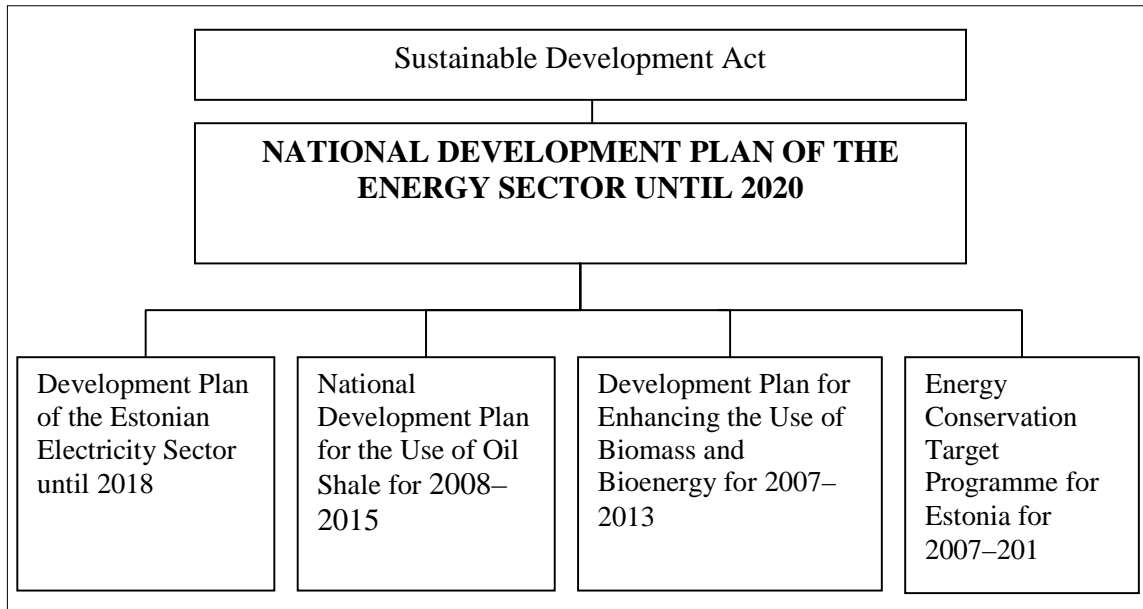 Sustainable Development Act
NATIONAL DEVELOPMENT PLAN OF THE
ENERGY SECTOR UNTIL 2020
Development Plan
of the Estonian
Electricity Sector
until 2018
National
Development Plan
for the Use of Oil
Shale for 2008–
2015
Development Plan for
Enhancing the Use of
Biomass and
Bioenergy for 2007–
2013
Energy
Conservation
Target
Programme for
Estonia for
2007–201